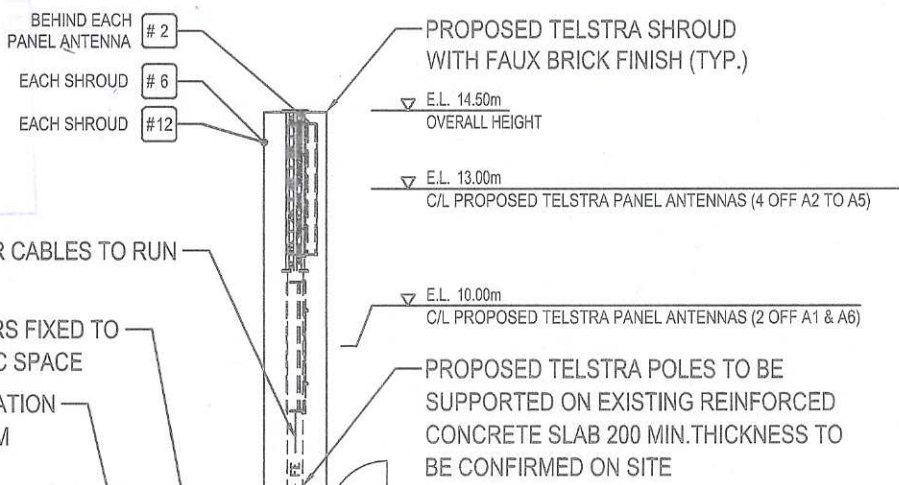 BEHIND EACH
PANEL ANTENNA
# 2
EACH SHROUD
# 6
EACH SHROUD
#12
PROPOSED TELSTRA SHROUD
WITH FAUX BRICK FINISH (TYP.)
E.L. 14.50m
OVERALL HEIGHT
E.L. 13.00m
C/L PROPOSED TELSTRA PANEL ANTENNAS (4 OFF A2 TO A5)
R CABLES TO RUN
E.L. 10.00m
C/L PROPOSED TELSTRA PANEL ANTENNAS (2 OFF A1 & A6)
RS FIXED TO
C SPACE
ATION
M
PROPOSED TELSTRA POLES TO BE
SUPPORTED ON EXISTING REINFORCED
CONCRETE SLAB 200 MIN.THICKNESS TO
BE CONFIRMED ON SITE
FE